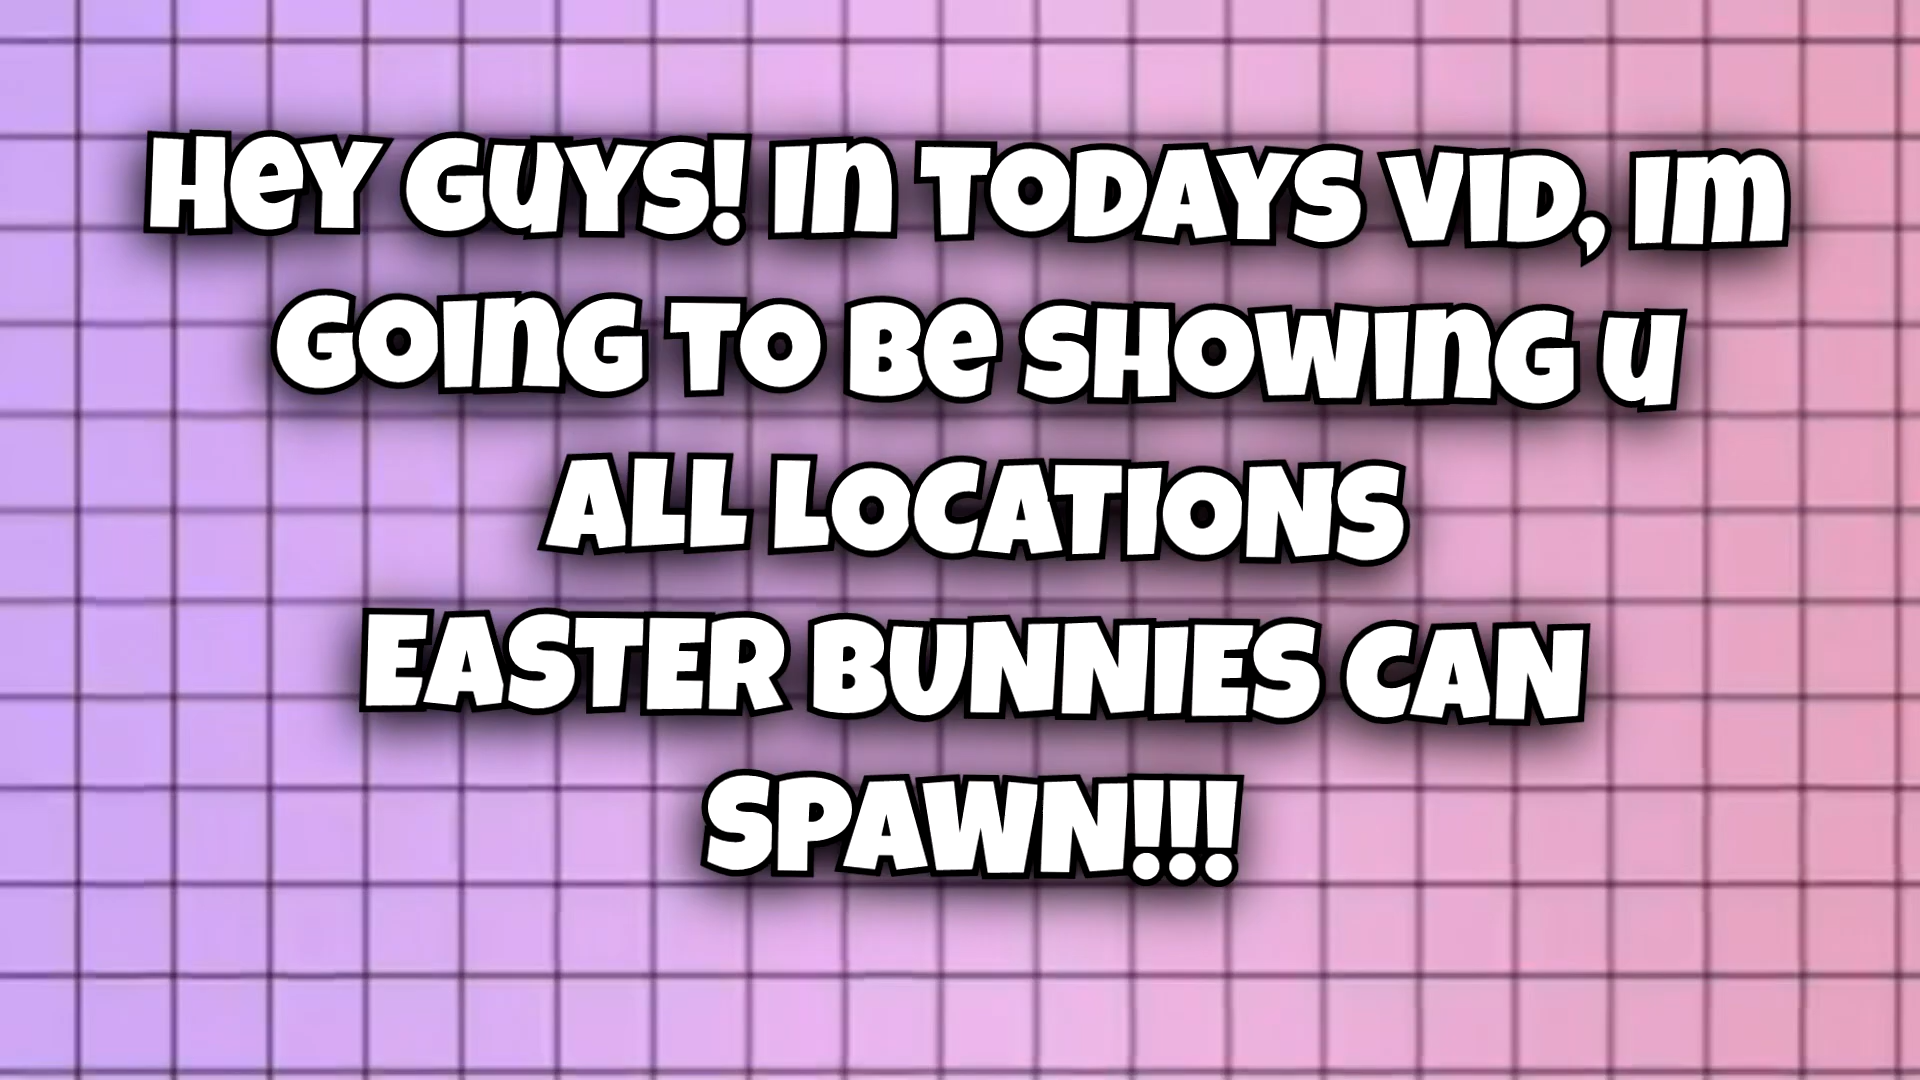 Hey guys! In todays vid, im
going to be showing u
all locations
EASTER BUNNIES CAN
SPAWN!!!